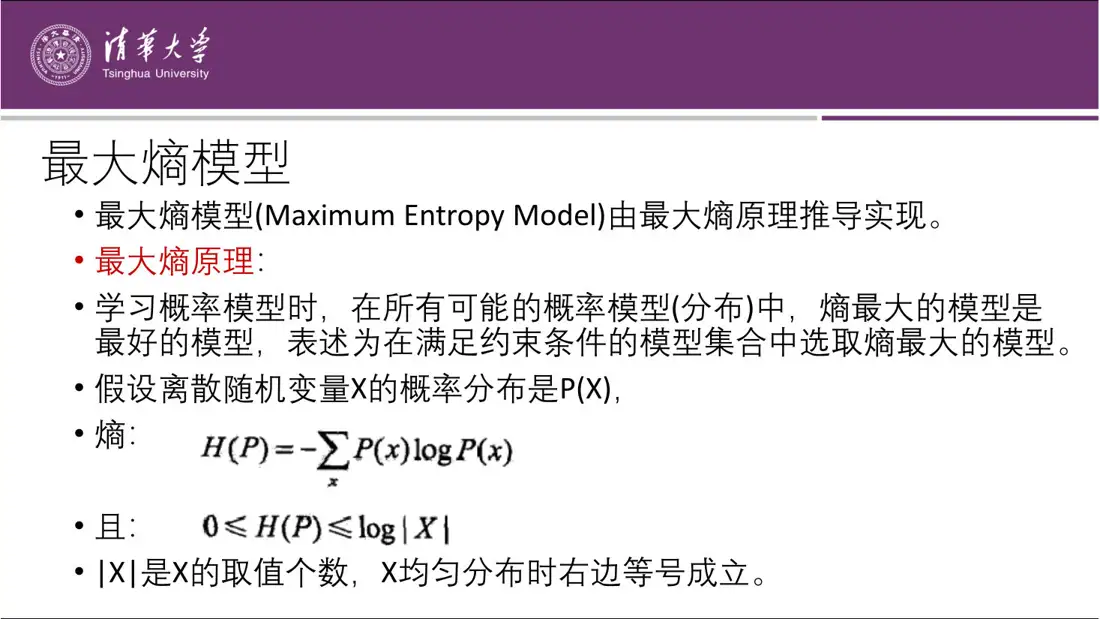 清华大学
Tsinghua University
最大熵模型
• 最大熵模型(Maximum Entropy Model)由最大熵原理推导实现。
• 最大熵原理：
• 学习概率模型时，在所有可能的概率模型(分布)中，熵最大的模型是
最好的模型，表述为在满足约束条件的模型集合中选取熵最大的模型。
• 假设离散随机变量X的概率分布是P(X)，
• 熵： H(P) = −∑ₓ P(x) log P(x)
• 且： 0 ≤ H(P) ≤ log | X |
• |X|是X的取值个数，X均匀分布时右边等号成立。